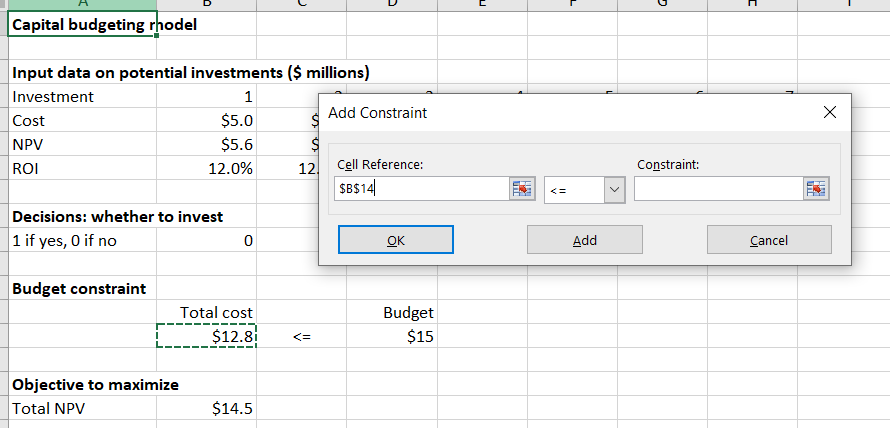 A B C D E F G H I
Capital budgeting model
Input data on potential investments ($ millions)
Investment 1
Cost $5.0 $
NPV $5.6 $
ROI 12.0% 12.
Add Constraint
Cell Reference: Constraint:
$B$14 <=
OK Add Cancel
Decisions: whether to invest
1 if yes, 0 if no 0
Budget constraint
Total cost Budget
$12.8 <= $15
Objective to maximize
Total NPV $14.5